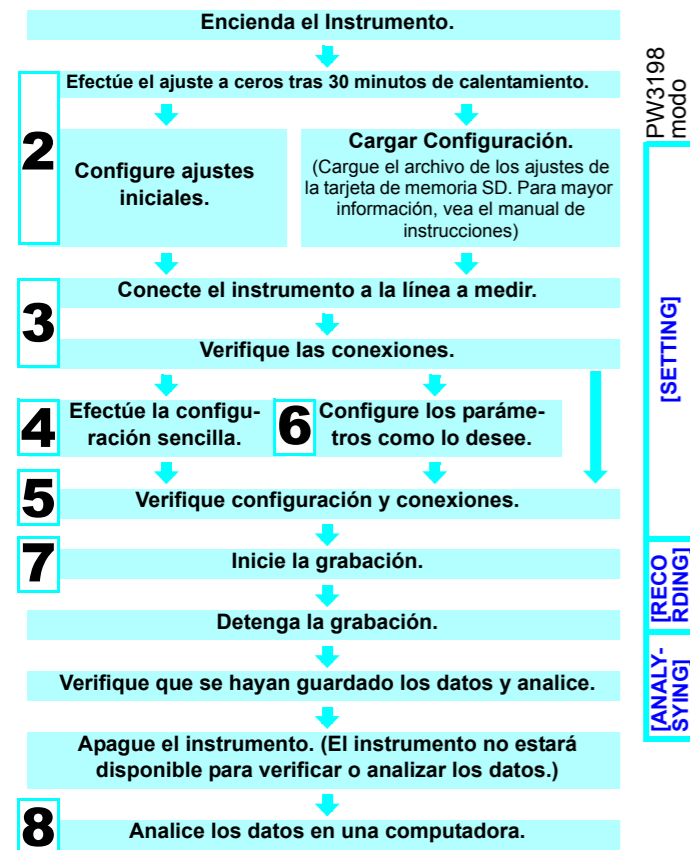 Encienda el Instrumento.
2
Efectúe el ajuste a ceros tras 30 minutos de calentamiento.
Configure ajustes
iniciales.
Cargar Configuración.
(Cargue el archivo de los ajustes de
la tarjeta de memoria SD. Para mayor
información, vea el manual de
instrucciones)
3
Conecte el instrumento a la línea a medir.
Verifique las conexiones.
4
Efectúe la configu-
ración sencilla.
6
Configure los paráme-
tros como lo desee.
5
Verifique configuración y conexiones.
7
Inicie la grabación.
Detenga la grabación.
Verifique que se hayan guardado los datos y analice.
Apague el instrumento. (El instrumento no estará
disponible para verificar o analizar los datos.)
8
Analice los datos en una computadora.
PW3198
modo
[SETTING]
[RECO
RDING]
[ANALY-
SYING]